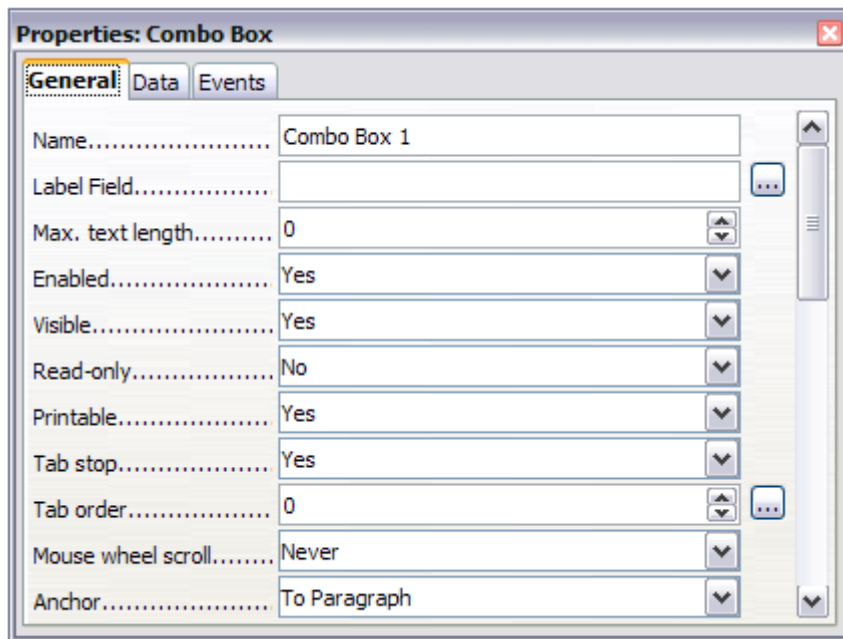 Properties: Combo Box
General Data Events
Name....................... Combo Box 1
Label Field.................. ...
Max. text length.......... 0
Enabled..................... Yes
Visible....................... Yes
Read-only.................. No
Printable.................... Yes
Tab stop.................... Yes
Tab order.................. 0 ...
Mouse wheel scroll........ Never
Anchor...................... To Paragraph